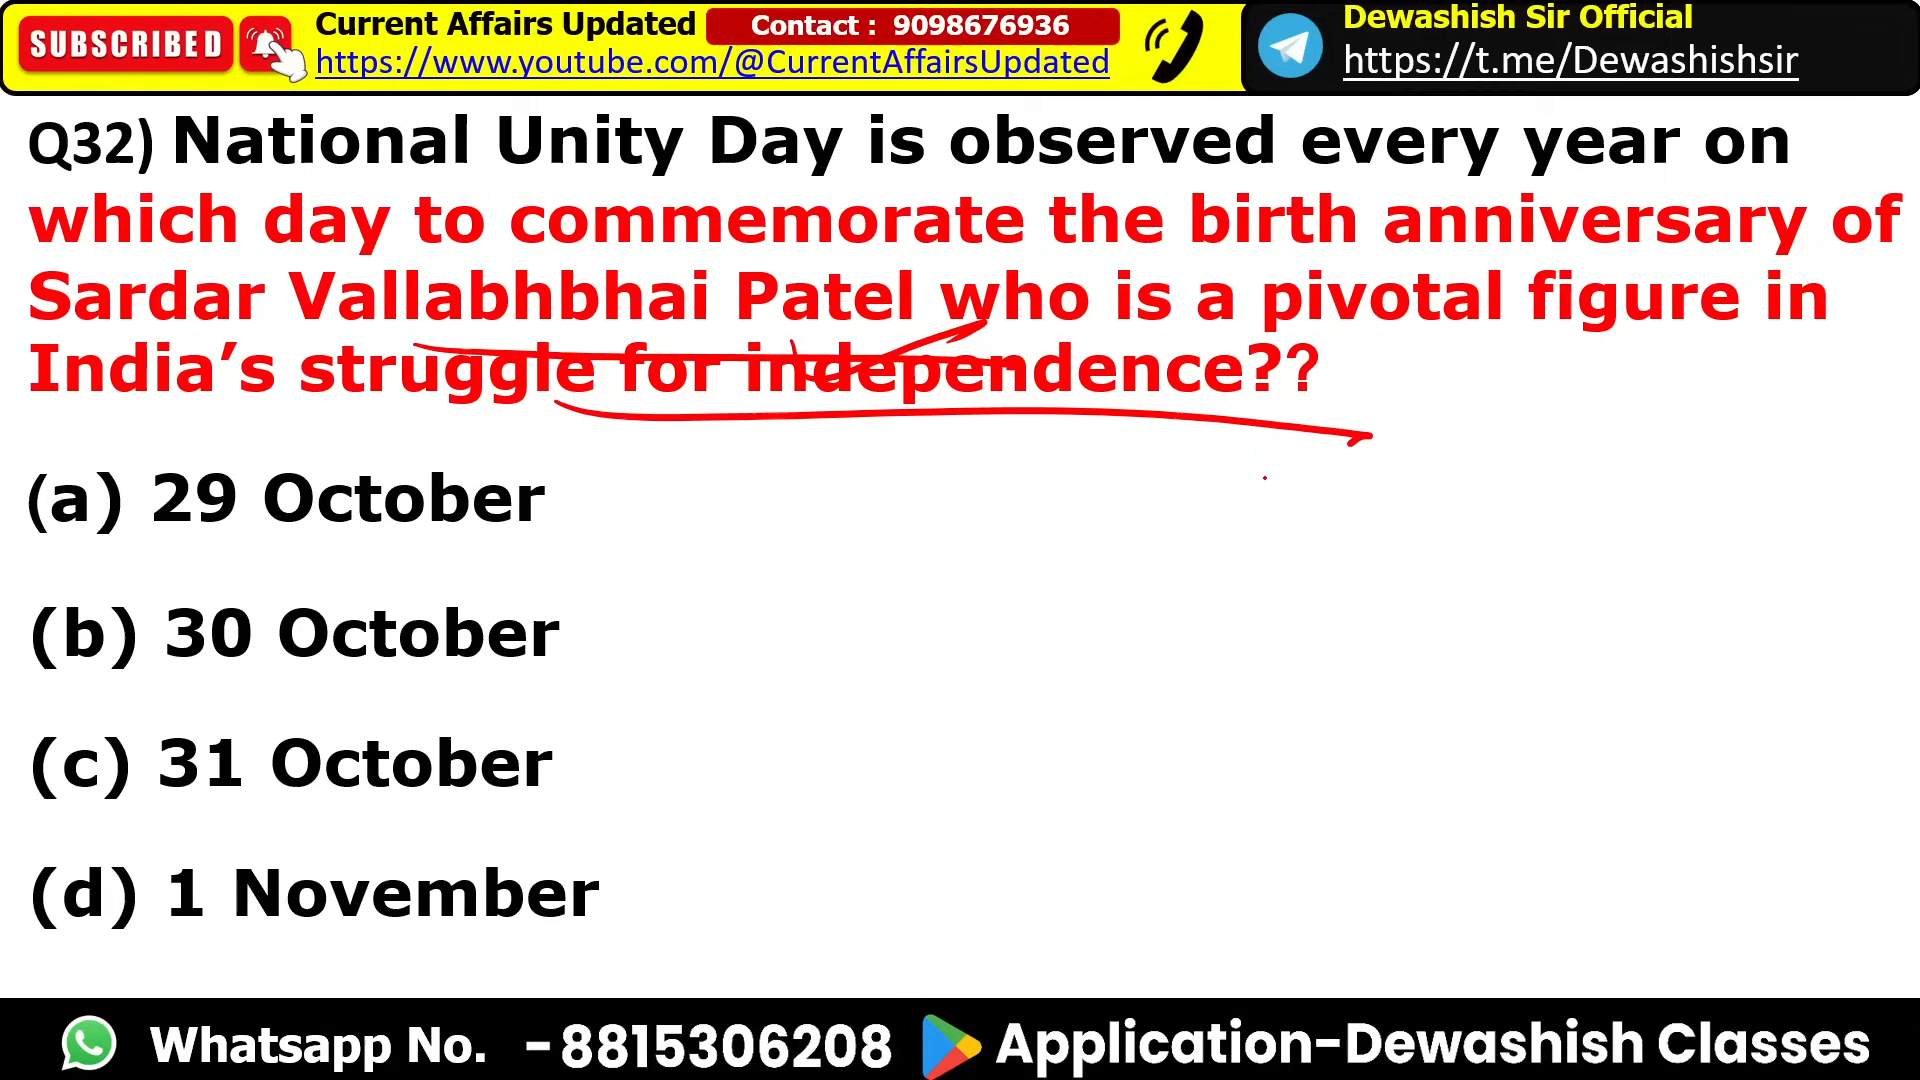 SUBSCRIBED
Current Affairs Updated
Contact : 9098676936
https://www.youtube.com/@CurrentAffairsUpdated
Dewashish Sir Official
https://t.me/Dewashishsir
Q32) National Unity Day is observed every year on
which day to commemorate the birth anniversary of
Sardar Vallabhbhai Patel who is a pivotal figure in
India’s struggle for independence??
(a) 29 October
(b) 30 October
(c) 31 October
(d) 1 November
Whatsapp No. -8815306208 Application-Dewashish Classes